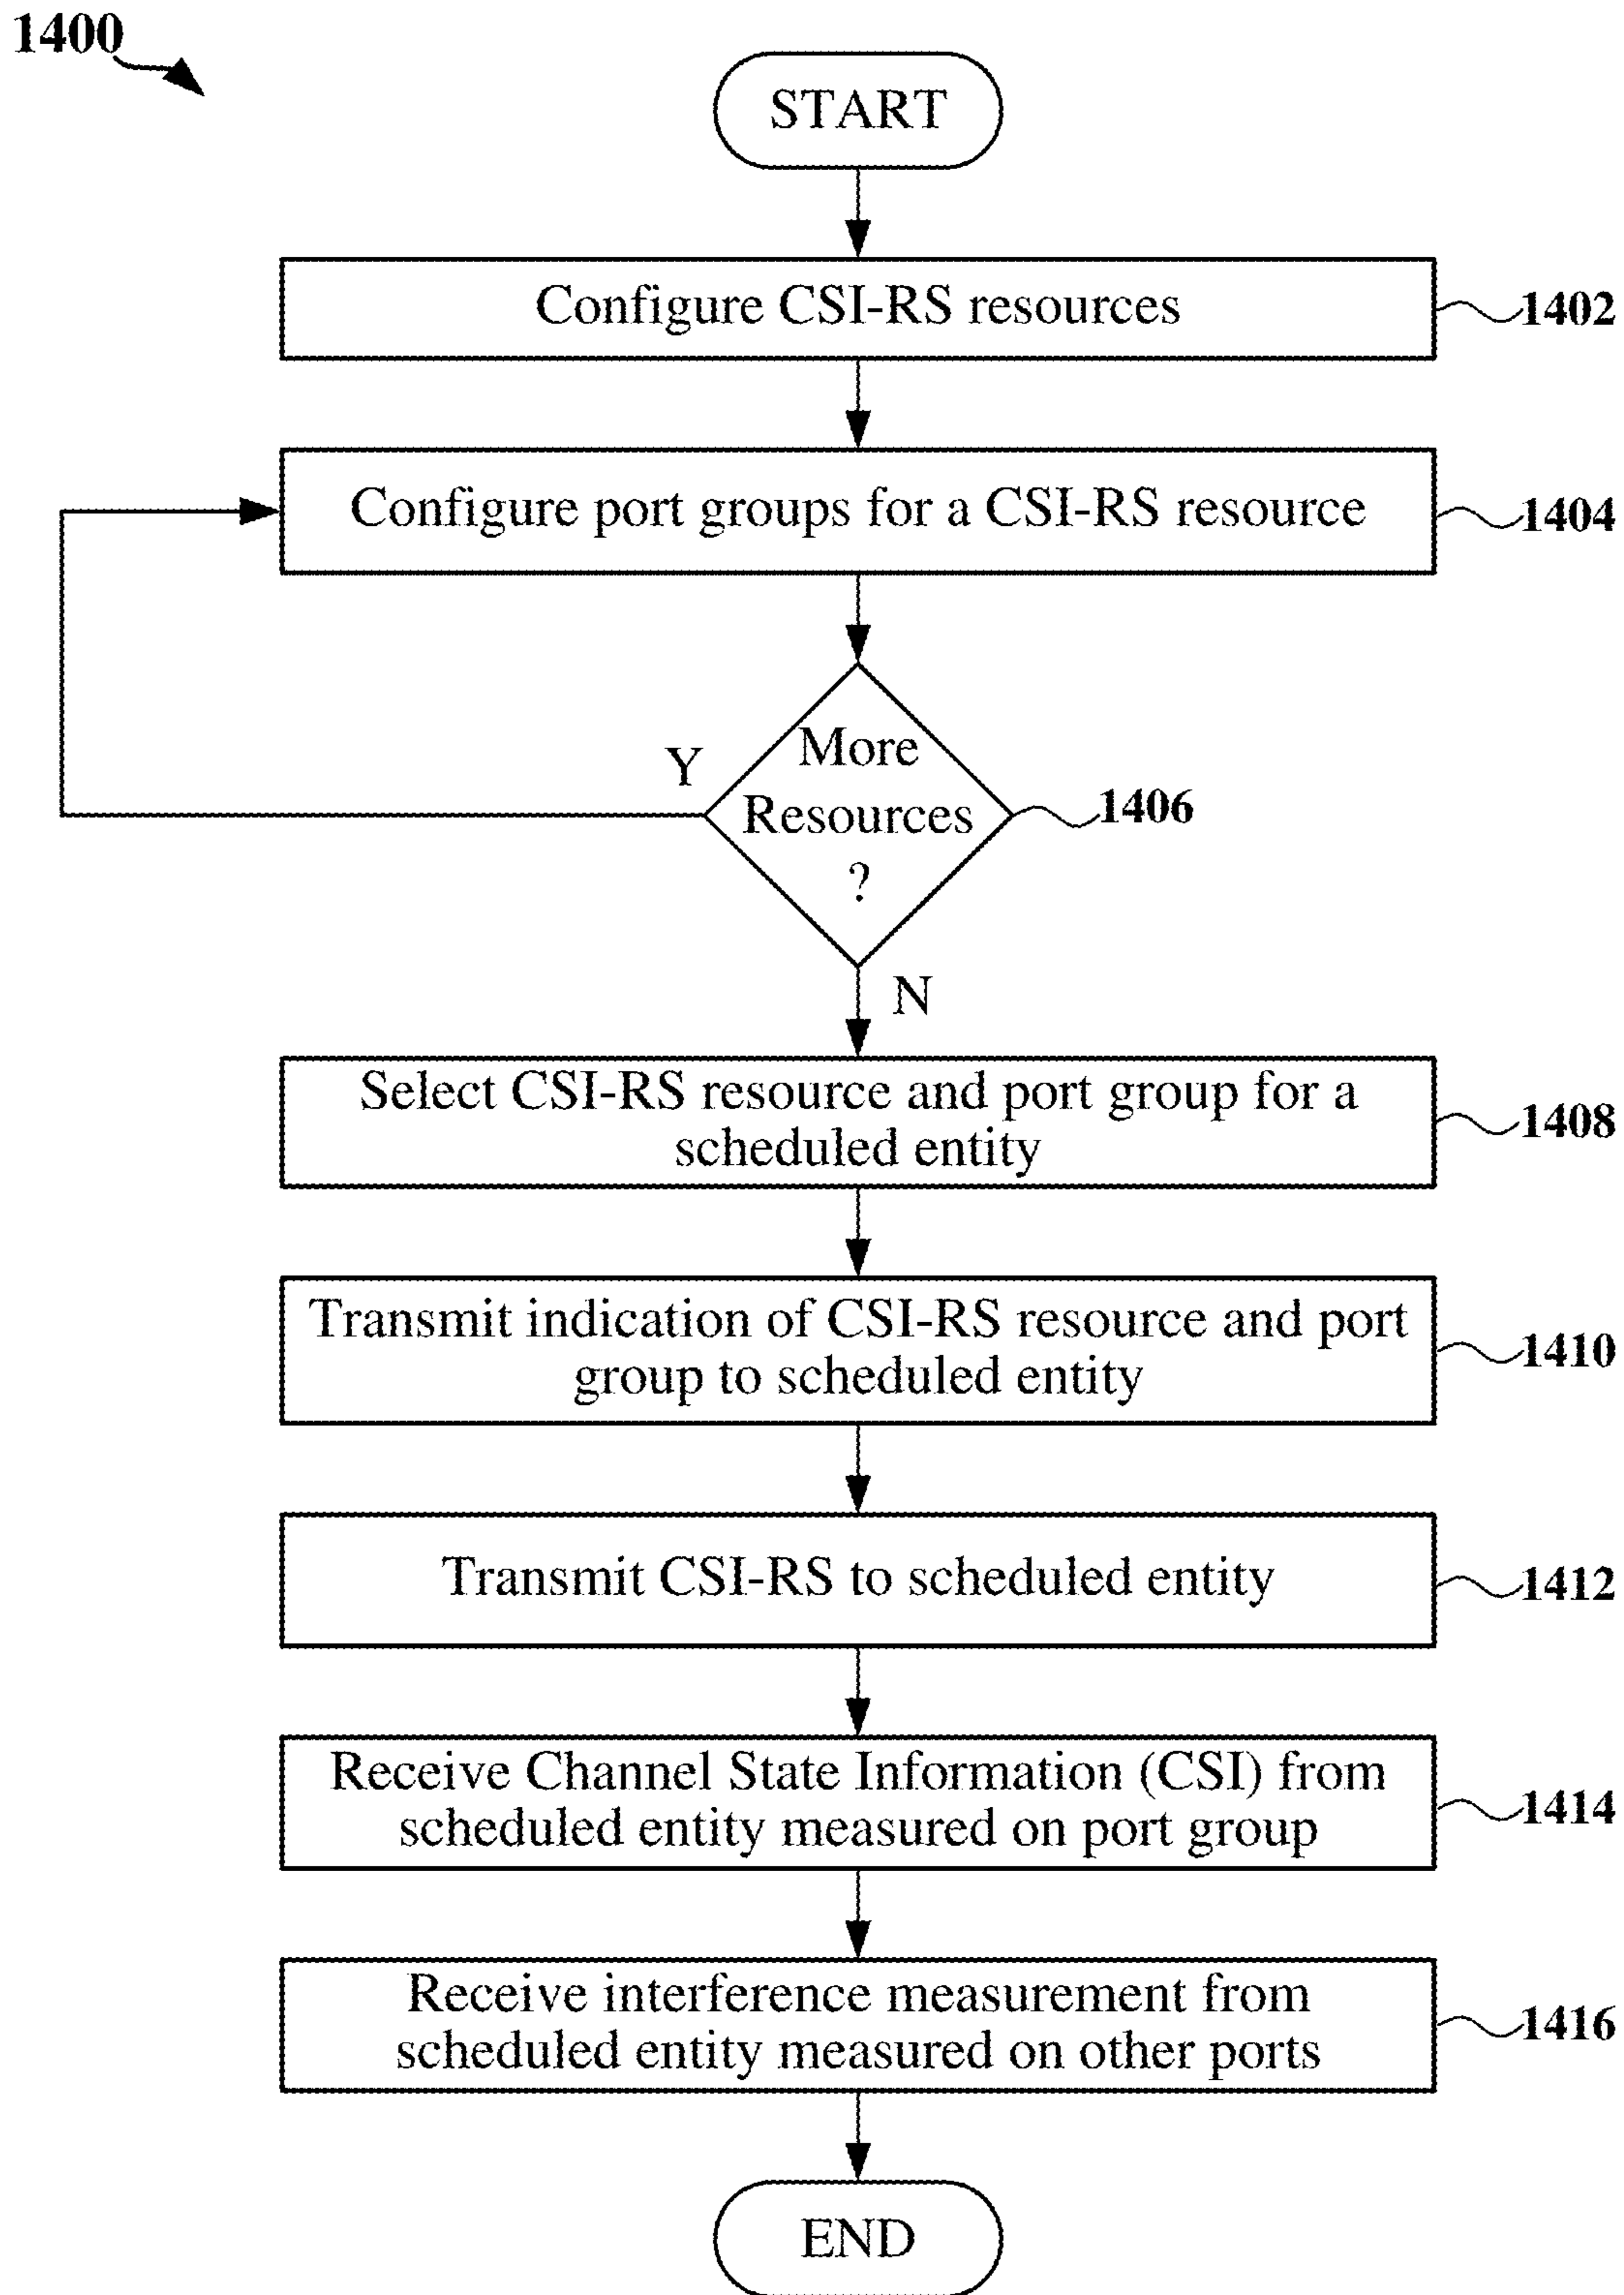 1400
START
Configure CSI-RS resources
1402
Configure port groups for a CSI-RS resource
1404
Y
More
Resources
?
1406
N
Select CSI-RS resource and port group for a
scheduled entity
1408
Transmit indication of CSI-RS resource and port
group to scheduled entity
1410
Transmit CSI-RS to scheduled entity
1412
Receive Channel State Information (CSI) from
scheduled entity measured on port group
1414
Receive interference measurement from
scheduled entity measured on other ports
1416
END